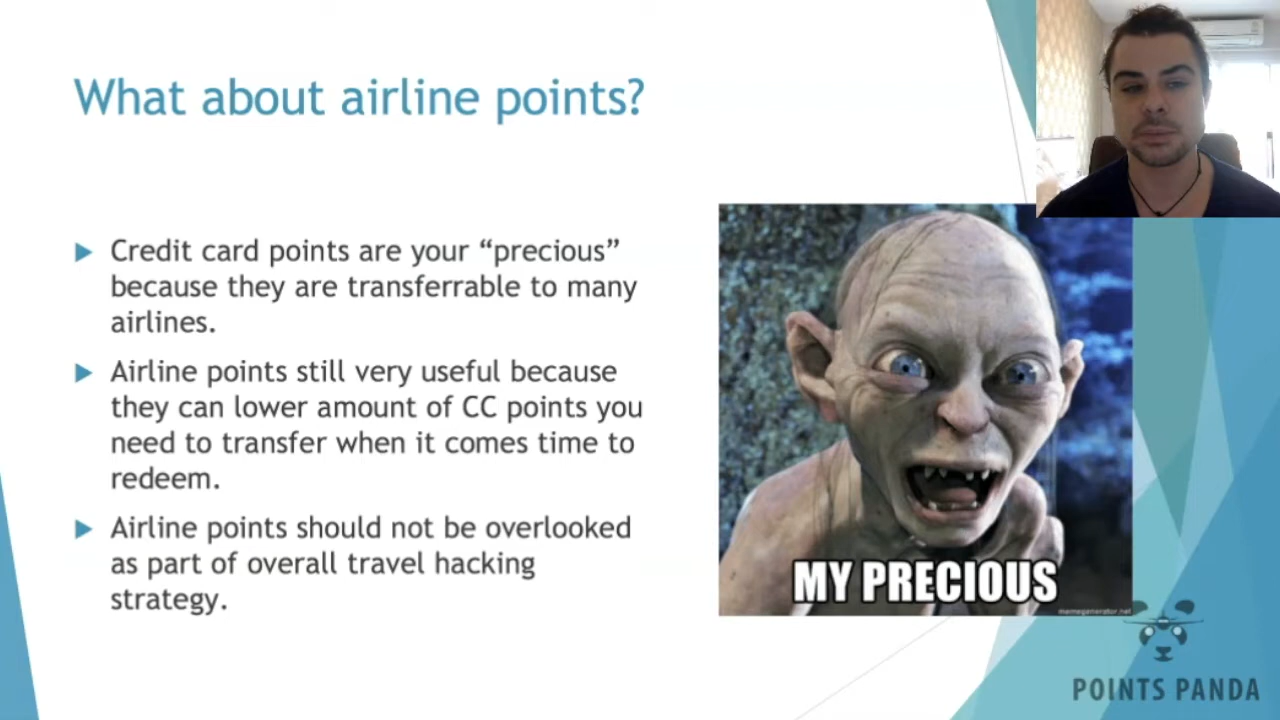 What about airline points?
Credit card points are your “precious”
because they are transferrable to many
airlines.
Airline points still very useful because
they can lower amount of CC points you
need to transfer when it comes time to
redeem.
Airline points should not be overlooked
as part of overall travel hacking
strategy.
MY PRECIOUS
memegenerator.net
POINTS PANDA